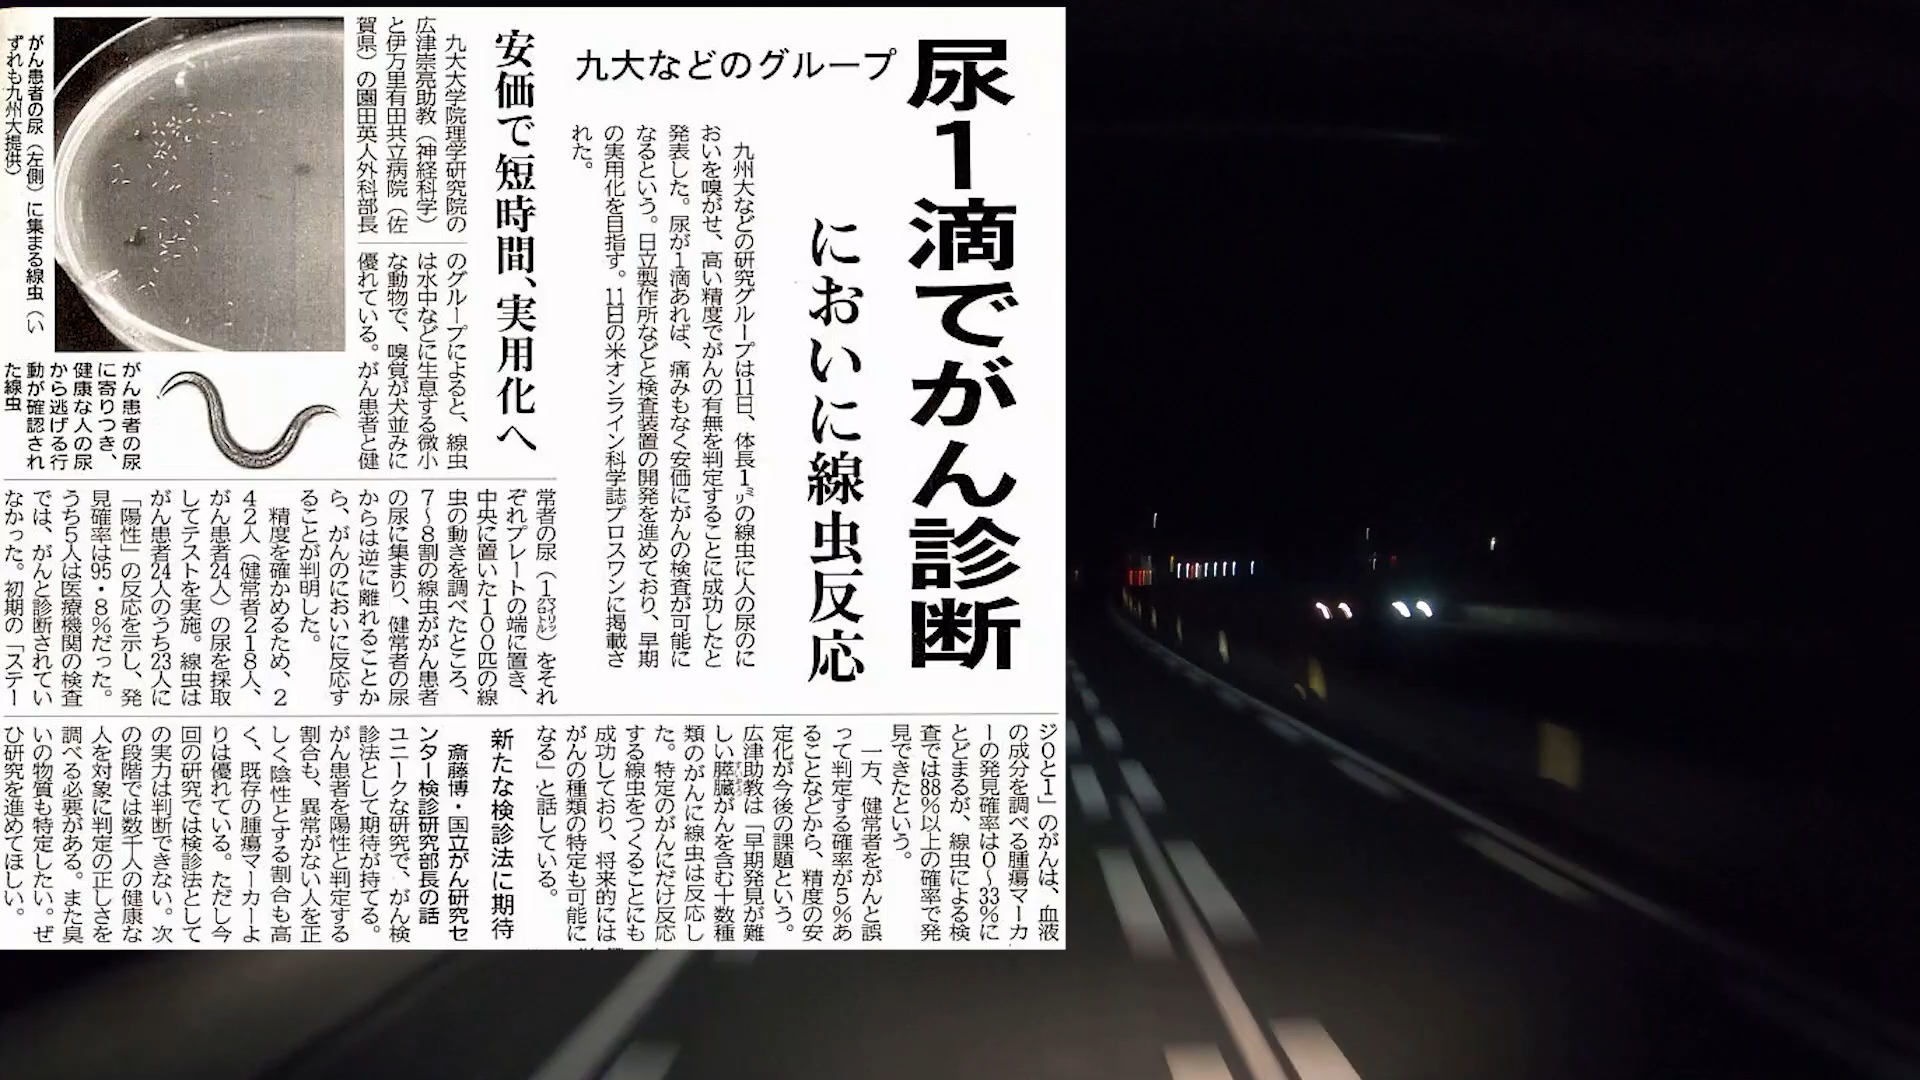 尿1滴でがん診断
においに線虫反応
九大などのグループ
安価で短時間、実用化へ
九州大などの研究グループは11日、体長1㍉の線虫に人の尿のに
おいを嗅がせ、高い精度でがんの有無を判定することに成功したと
発表した。尿が1滴あれば、痛みもなく安価にがんの検査が可能に
なるという。日立製作所などと検査装置の開発を進めており、早期
の実用化を目指す。11日の米オンライン科学誌プロスワンに掲載さ
れた。
九大大学院理学研究院の
広津崇亮助教（神経科学）
と伊万里有田共立病院（佐
賀県）の園田英人外科部長
のグループによると、線虫
は水中などに生息する微小
な動物で、嗅覚が犬並みに
優れている。がん患者と健
常者の尿（1㍃㍑）をそれ
ぞれプレートの端に置き、
中央に置いた100匹の線
虫の動きを調べたところ、
7～8割の線虫ががん患者
の尿に集まり、健常者の尿
からは逆に離れることか
ら、がんのにおいに反応す
ることが判明した。
精度を確かめるため、2
42人（健常者218人、
がん患者24人）の尿を採取
してテストを実施。線虫は
がん患者24人のうち23人に
「陽性」の反応を示し、発
見確率は95・8％だった。
うち5人は医療機関の検査
では、がんと診断されてい
なかった。初期の「ステー
ジ0と1」のがんは、血液
の成分を調べる腫瘍マーカ
ーの発見確率は0～33％に
とどまるが、線虫による検
査では88％以上の確率で発
見できたという。
一方、健常者をがんと誤
って判定する確率が5％あ
ることなどから、精度の安
定化が今後の課題という。
広津助教は「早期発見が難
しい膵臓がんを含む十数種
類のがんに線虫は反応し
た。特定のがんにだけ反応
する線虫をつくることにも
成功しており、将来的には
がんの種類の特定も可能に
なる」と話している。
新たな検診法に期待
斎藤博・国立がん研究セ
ンター検診研究部長の話
ユニークな研究で、がん検
診法として期待が持てる。
がん患者を陽性と判定する
割合も、異常がない人を正
しく陰性とする割合も高
く、既存の腫瘍マーカーよ
りは優れている。ただし今
回の研究では検診法として
の実力は判断できない。次
の段階では数千人の健康な
人を対象に判定の正しさを
調べる必要がある。また臭
いの物質も特定したい。ぜ
ひ研究を進めてほしい。
がん患者の尿（左側）に集まる線虫（い
ずれも九州大提供）
がん患者の尿
に寄りつき、
健康な人の尿
から逃げる行
動が確認され
た線虫